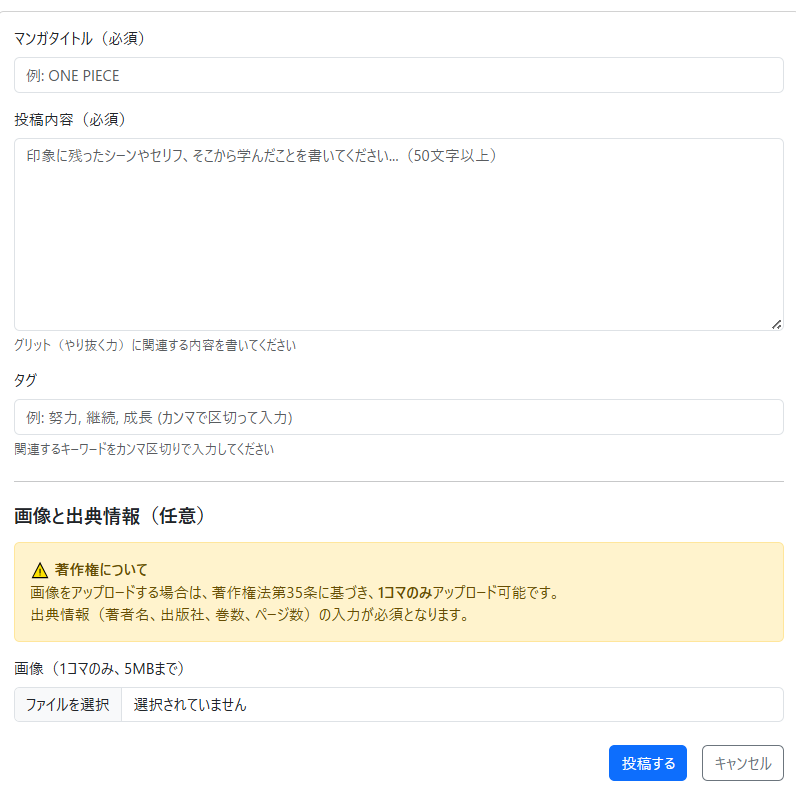 マンガタイトル（必須）
例: ONE PIECE
投稿内容（必須）
印象に残ったシーンやセリフ、そこから学んだことを書いてください...（50文字以上）
グリット（やり抜く力）に関連する内容を書いてください
タグ
例: 努力, 継続, 成長 (カンマで区切って入力)
関連するキーワードをカンマ区切りで入力してください
画像と出典情報（任意）
著作権について
画像をアップロードする場合は、著作権法第35条に基づき、1コマのみアップロード可能です。
出典情報（著者名、出版社、巻数、ページ数）の入力が必須となります。
画像（1コマのみ、5MBまで）
ファイルを選択 選択されていません
投稿する キャンセル